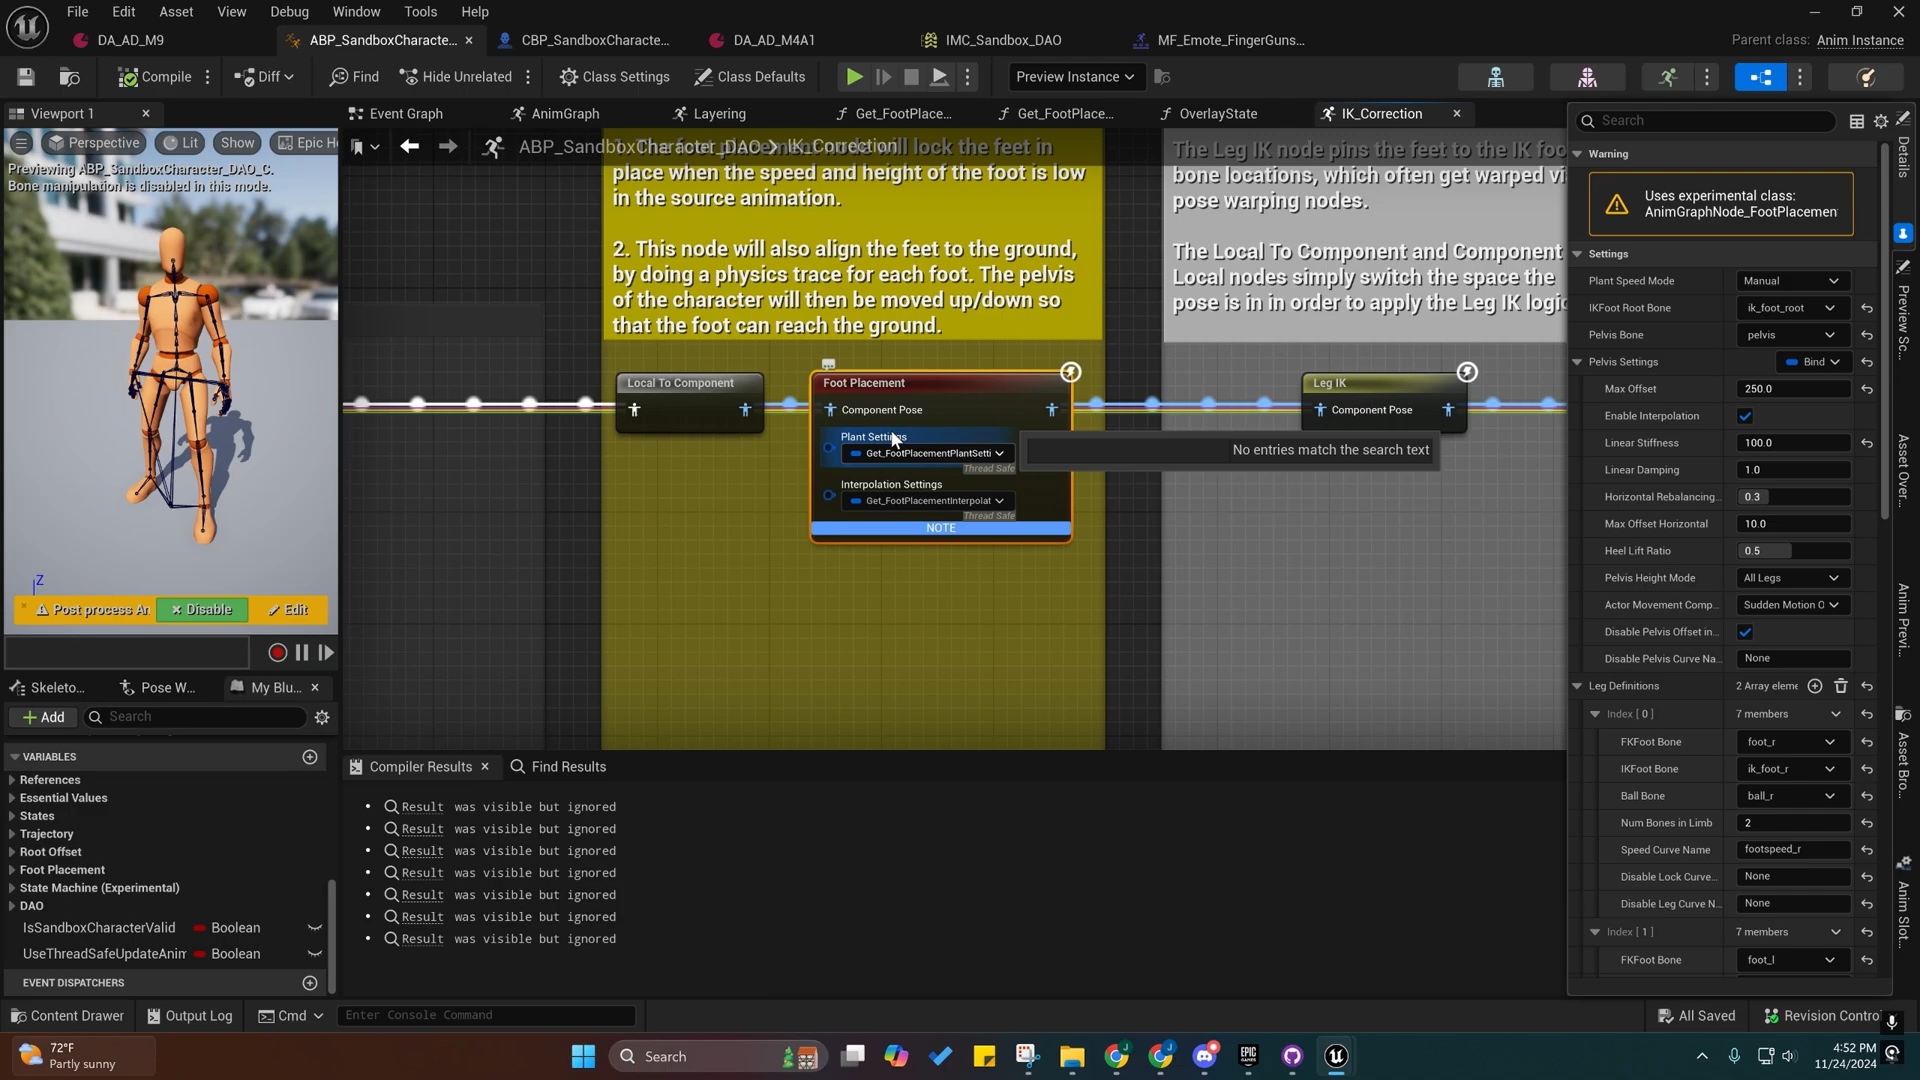 File Edit Asset View Debug Window Tools Help
DA_AD_M9 ABP_SandboxCharacte... CBP_SandboxCharacte... DA_AD_M4A1 IMC_Sandbox_DAO MF_Emote_FingerGuns...
Parent class: Anim Instance
Compile Diff Find Hide Unrelated Class Settings Class Defaults Preview Instance
Viewport 1
Event Graph AnimGraph Layering Get_FootPlace... Get_FootPlace... OverlayState IK_Correction
Perspective Lit Show Epic H
Previewing ABP_SandboxCharacter_DAO_C.
Bone manipulation is disabled in this mode.
ABP_SandboxCharacter_DAO > IK_Correction
place when the speed and height of the foot is low
in the source animation.
2. This node will also align the feet to the ground,
by doing a physics trace for each foot. The pelvis
of the character will then be moved up/down so
that the foot can reach the ground.
The Leg IK node pins the feet to the IK foo
bone locations, which often get warped vi
pose warping nodes.
The Local To Component and Component
Local nodes simply switch the space the
pose is in in order to apply the Leg IK logic
Local To Component
Foot Placement
Component Pose
Plant Settings
Get_FootPlacementPlantSetti
Thread Safe
Interpolation Settings
Get_FootPlacementInterpolat
Thread Safe
NOTE
No entries match the search text
Leg IK
Component Pose
Z
Post process An Disable Edit
Skeleto... Pose W... My Blu...
Add Search
VARIABLES
References
Essential Values
States
Trajectory
Root Offset
Foot Placement
State Machine (Experimental)
DAO
IsSandboxCharacterValid Boolean
UseThreadSafeUpdateAnim Boolean
EVENT DISPATCHERS
Compiler Results Find Results
• Result was visible but ignored
• Result was visible but ignored
• Result was visible but ignored
• Result was visible but ignored
• Result was visible but ignored
• Result was visible but ignored
• Result was visible but ignored
Search
Warning
Uses experimental class:
AnimGraphNode_FootPlacement
Settings
Plant Speed Mode Manual
IKFoot Root Bone ik_foot_root
Pelvis Bone pelvis
Pelvis Settings Bind
Max Offset 250.0
Enable Interpolation
Linear Stiffness 100.0
Linear Damping 1.0
Horizontal Rebalancing... 0.3
Max Offset Horizontal 10.0
Heel Lift Ratio 0.5
Pelvis Height Mode All Legs
Actor Movement Comp... Sudden Motion O
Disable Pelvis Offset in...
Disable Pelvis Curve Na... None
Leg Definitions 2 Array eleme
Index [ 0 ] 7 members
FKFoot Bone foot_r
IKFoot Bone ik_foot_r
Ball Bone ball_r
Num Bones in Limb 2
Speed Curve Name footspeed_r
Disable Lock Curve... None
Disable Leg Curve N... None
Index [ 1 ] 7 members
FKFoot Bone foot_l
Details
Preview Sc...
Asset Over...
Anim Previ...
Asset Bro...
Anim Slot...
Content Drawer Output Log Cmd Enter Console Command All Saved Revision Contro
72°F
Partly sunny
Search
EPIC
GAMES
4:52 PM
11/24/2024